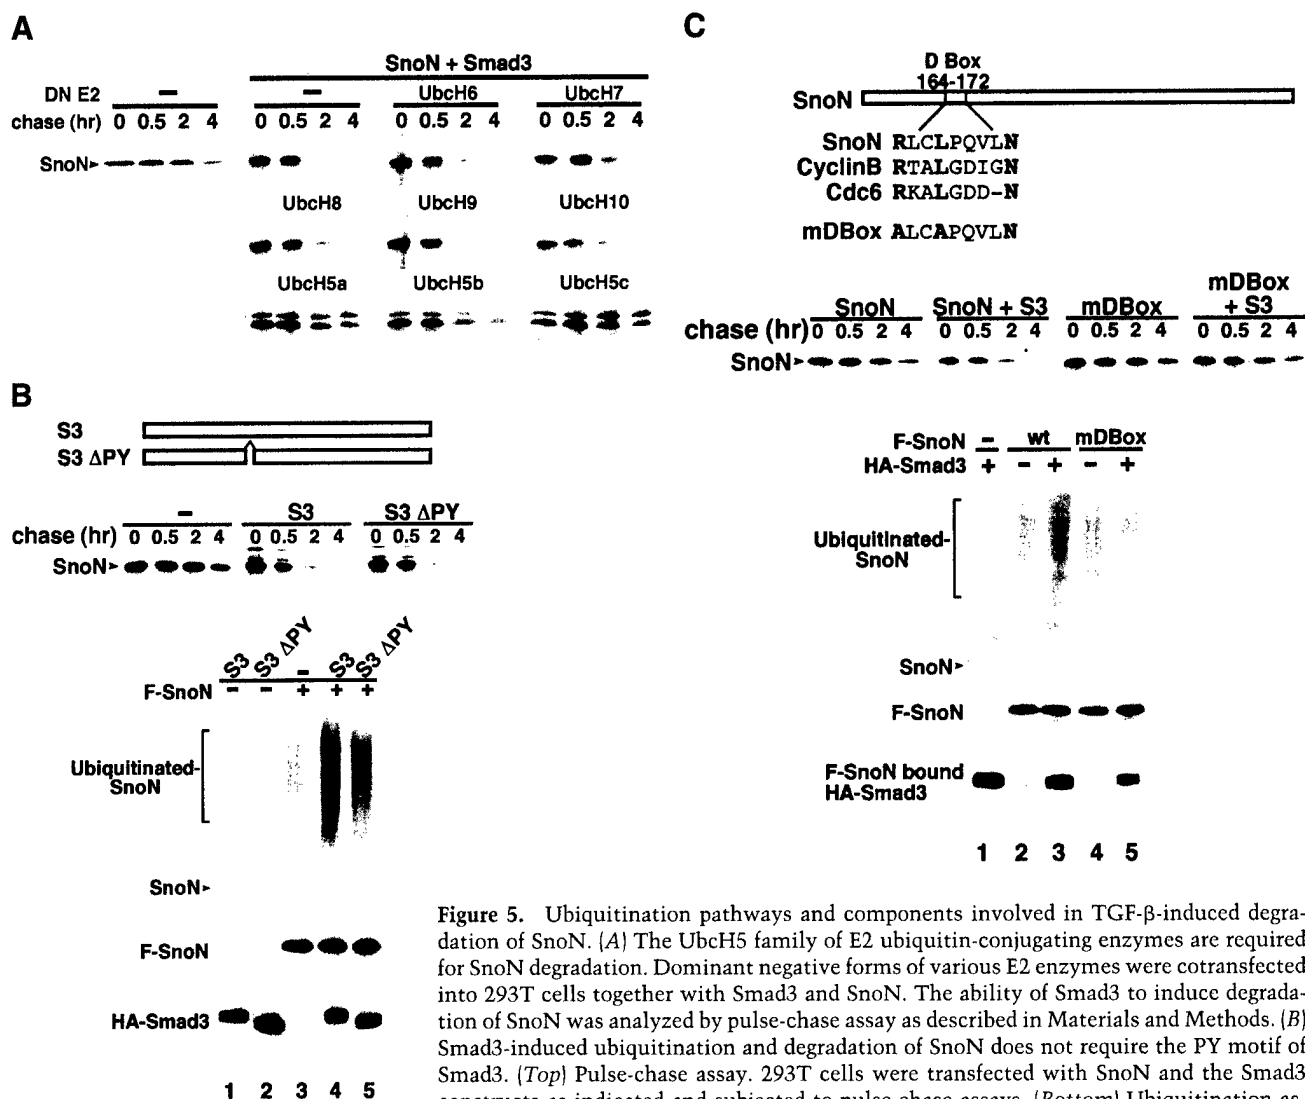 A
SnoN + Smad3
DN E2 – – UbcH6 UbcH7
chase (hr) 0 0.5 2 4 0 0.5 2 4 0 0.5 2 4 0 0.5 2 4
SnoN
UbcH8 UbcH9 UbcH10
UbcH5a UbcH5b UbcH5c
B
S3
S3 ΔPY
– S3 S3 ΔPY
chase (hr) 0 0.5 2 4 0 0.5 2 4 0 0.5 2 4
SnoN
S3 S3 ΔPY – S3 S3 ΔPY
F-SnoN – – + + +
Ubiquitinated-
SnoN
SnoN
F-SnoN
HA-Smad3
1 2 3 4 5
C
D Box
164-172
SnoN
SnoN RLCLPQVLN
CyclinB RTALGDIGN
Cdc6 RKALGDD-N
mDBox ALCAPQVLN
SnoN SnoN + S3 mDBox mDBox
+ S3
chase (hr) 0 0.5 2 4 0 0.5 2 4 0 0.5 2 4 0 0.5 2 4
SnoN
F-SnoN – wt mDBox
HA-Smad3 + – + – +
Ubiquitinated-
SnoN
SnoN
F-SnoN
F-SnoN bound
HA-Smad3
1 2 3 4 5
Figure 5. Ubiquitination pathways and components involved in TGF-β-induced degra-
dation of SnoN. (A) The UbcH5 family of E2 ubiquitin-conjugating enzymes are required
for SnoN degradation. Dominant negative forms of various E2 enzymes were cotransfected
into 293T cells together with Smad3 and SnoN. The ability of Smad3 to induce degrada-
tion of SnoN was analyzed by pulse-chase assay as described in Materials and Methods. (B)
Smad3-induced ubiquitination and degradation of SnoN does not require the PY motif of
Smad3. (Top) Pulse-chase assay. 293T cells were transfected with SnoN and the Smad3
constructs as indicated and subjected to pulse-chase assays. (Bottom) Ubiquitination as-